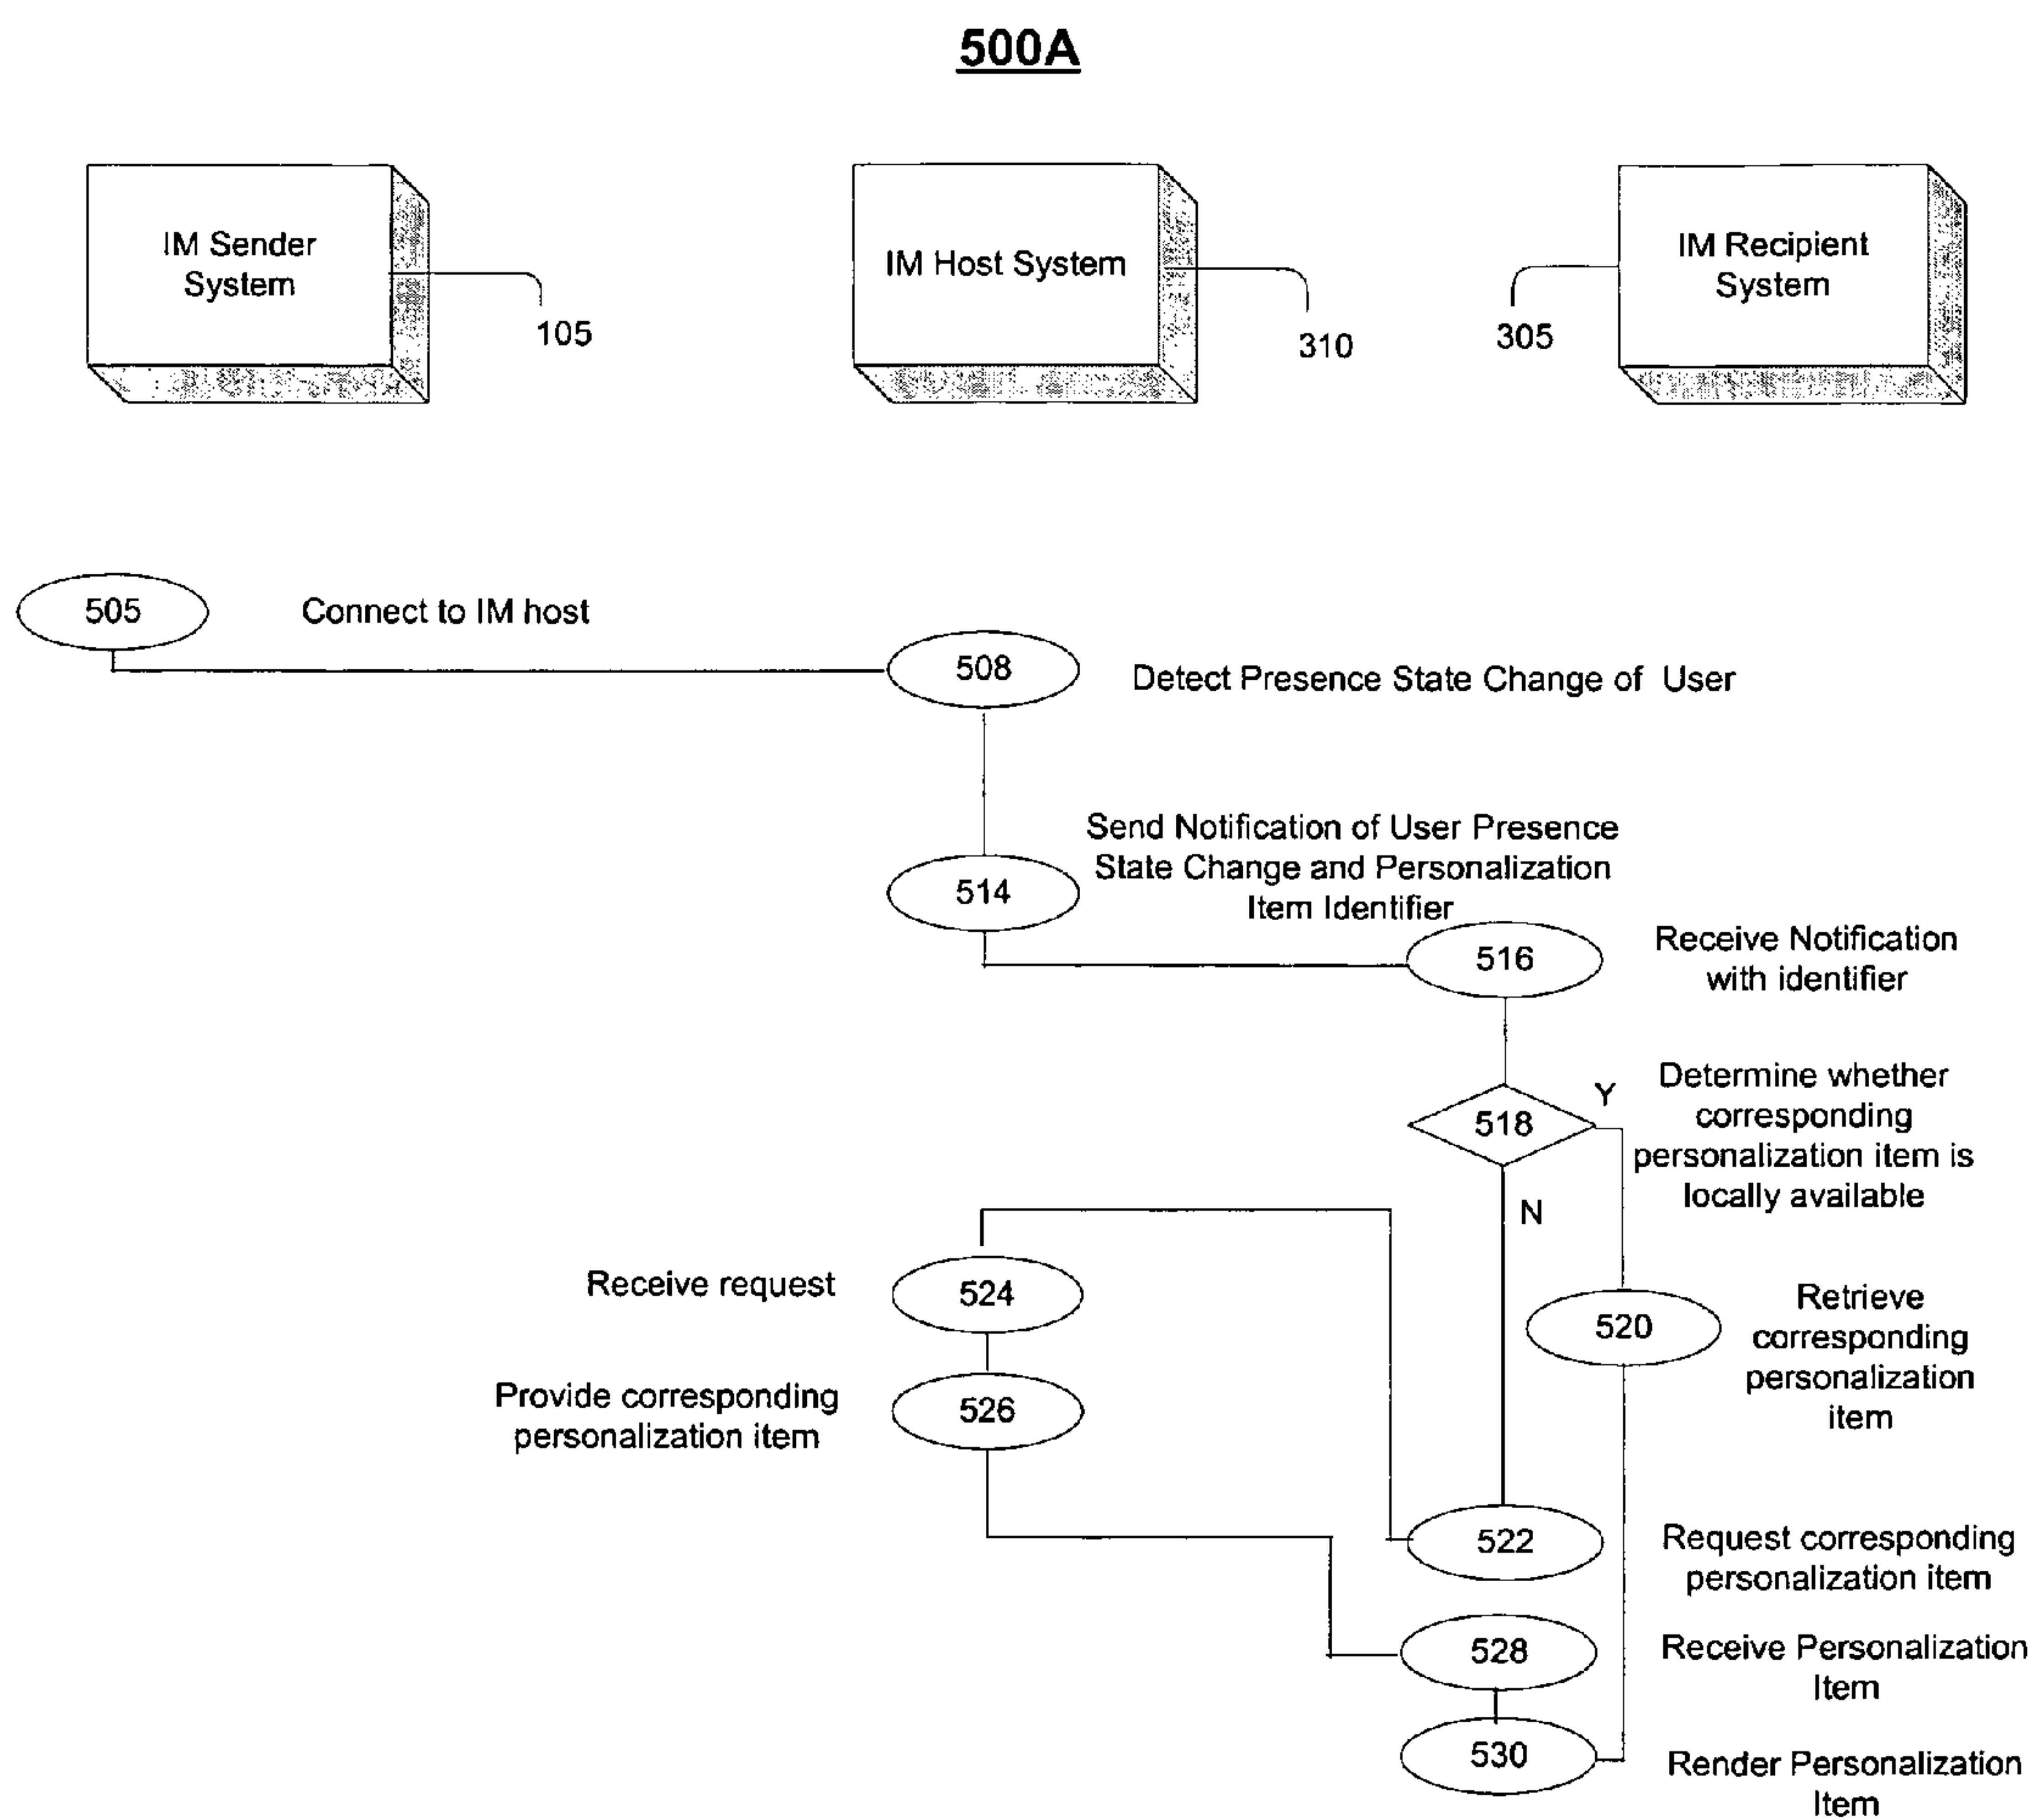 500A
IM Sender
System
105
IM Host System
310
305
IM Recipient
System
505
Connect to IM host
508
Detect Presence State Change of User
Send Notification of User Presence
State Change and Personalization
Item Identifier
514
516
Receive Notification
with identifier
518
Y
N
Determine whether
corresponding
personalization item is
locally available
Receive request
524
520
Retrieve
corresponding
personalization
item
Provide corresponding
personalization item
526
522
Request corresponding
personalization item
528
Receive Personalization
Item
530
Render Personalization
Item